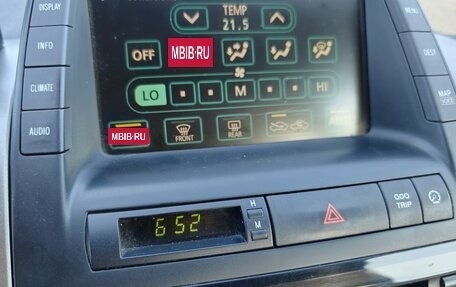 DISPLAY
TEMP
MENU
21.5
INFO
OFF
MBIB.RU
DEST
CLIMATE
LO
M
HI
MAP
VOICE
AUDIO
MBIB.RU
FRONT
REAR
H
M
6 52
ODO
TRIP